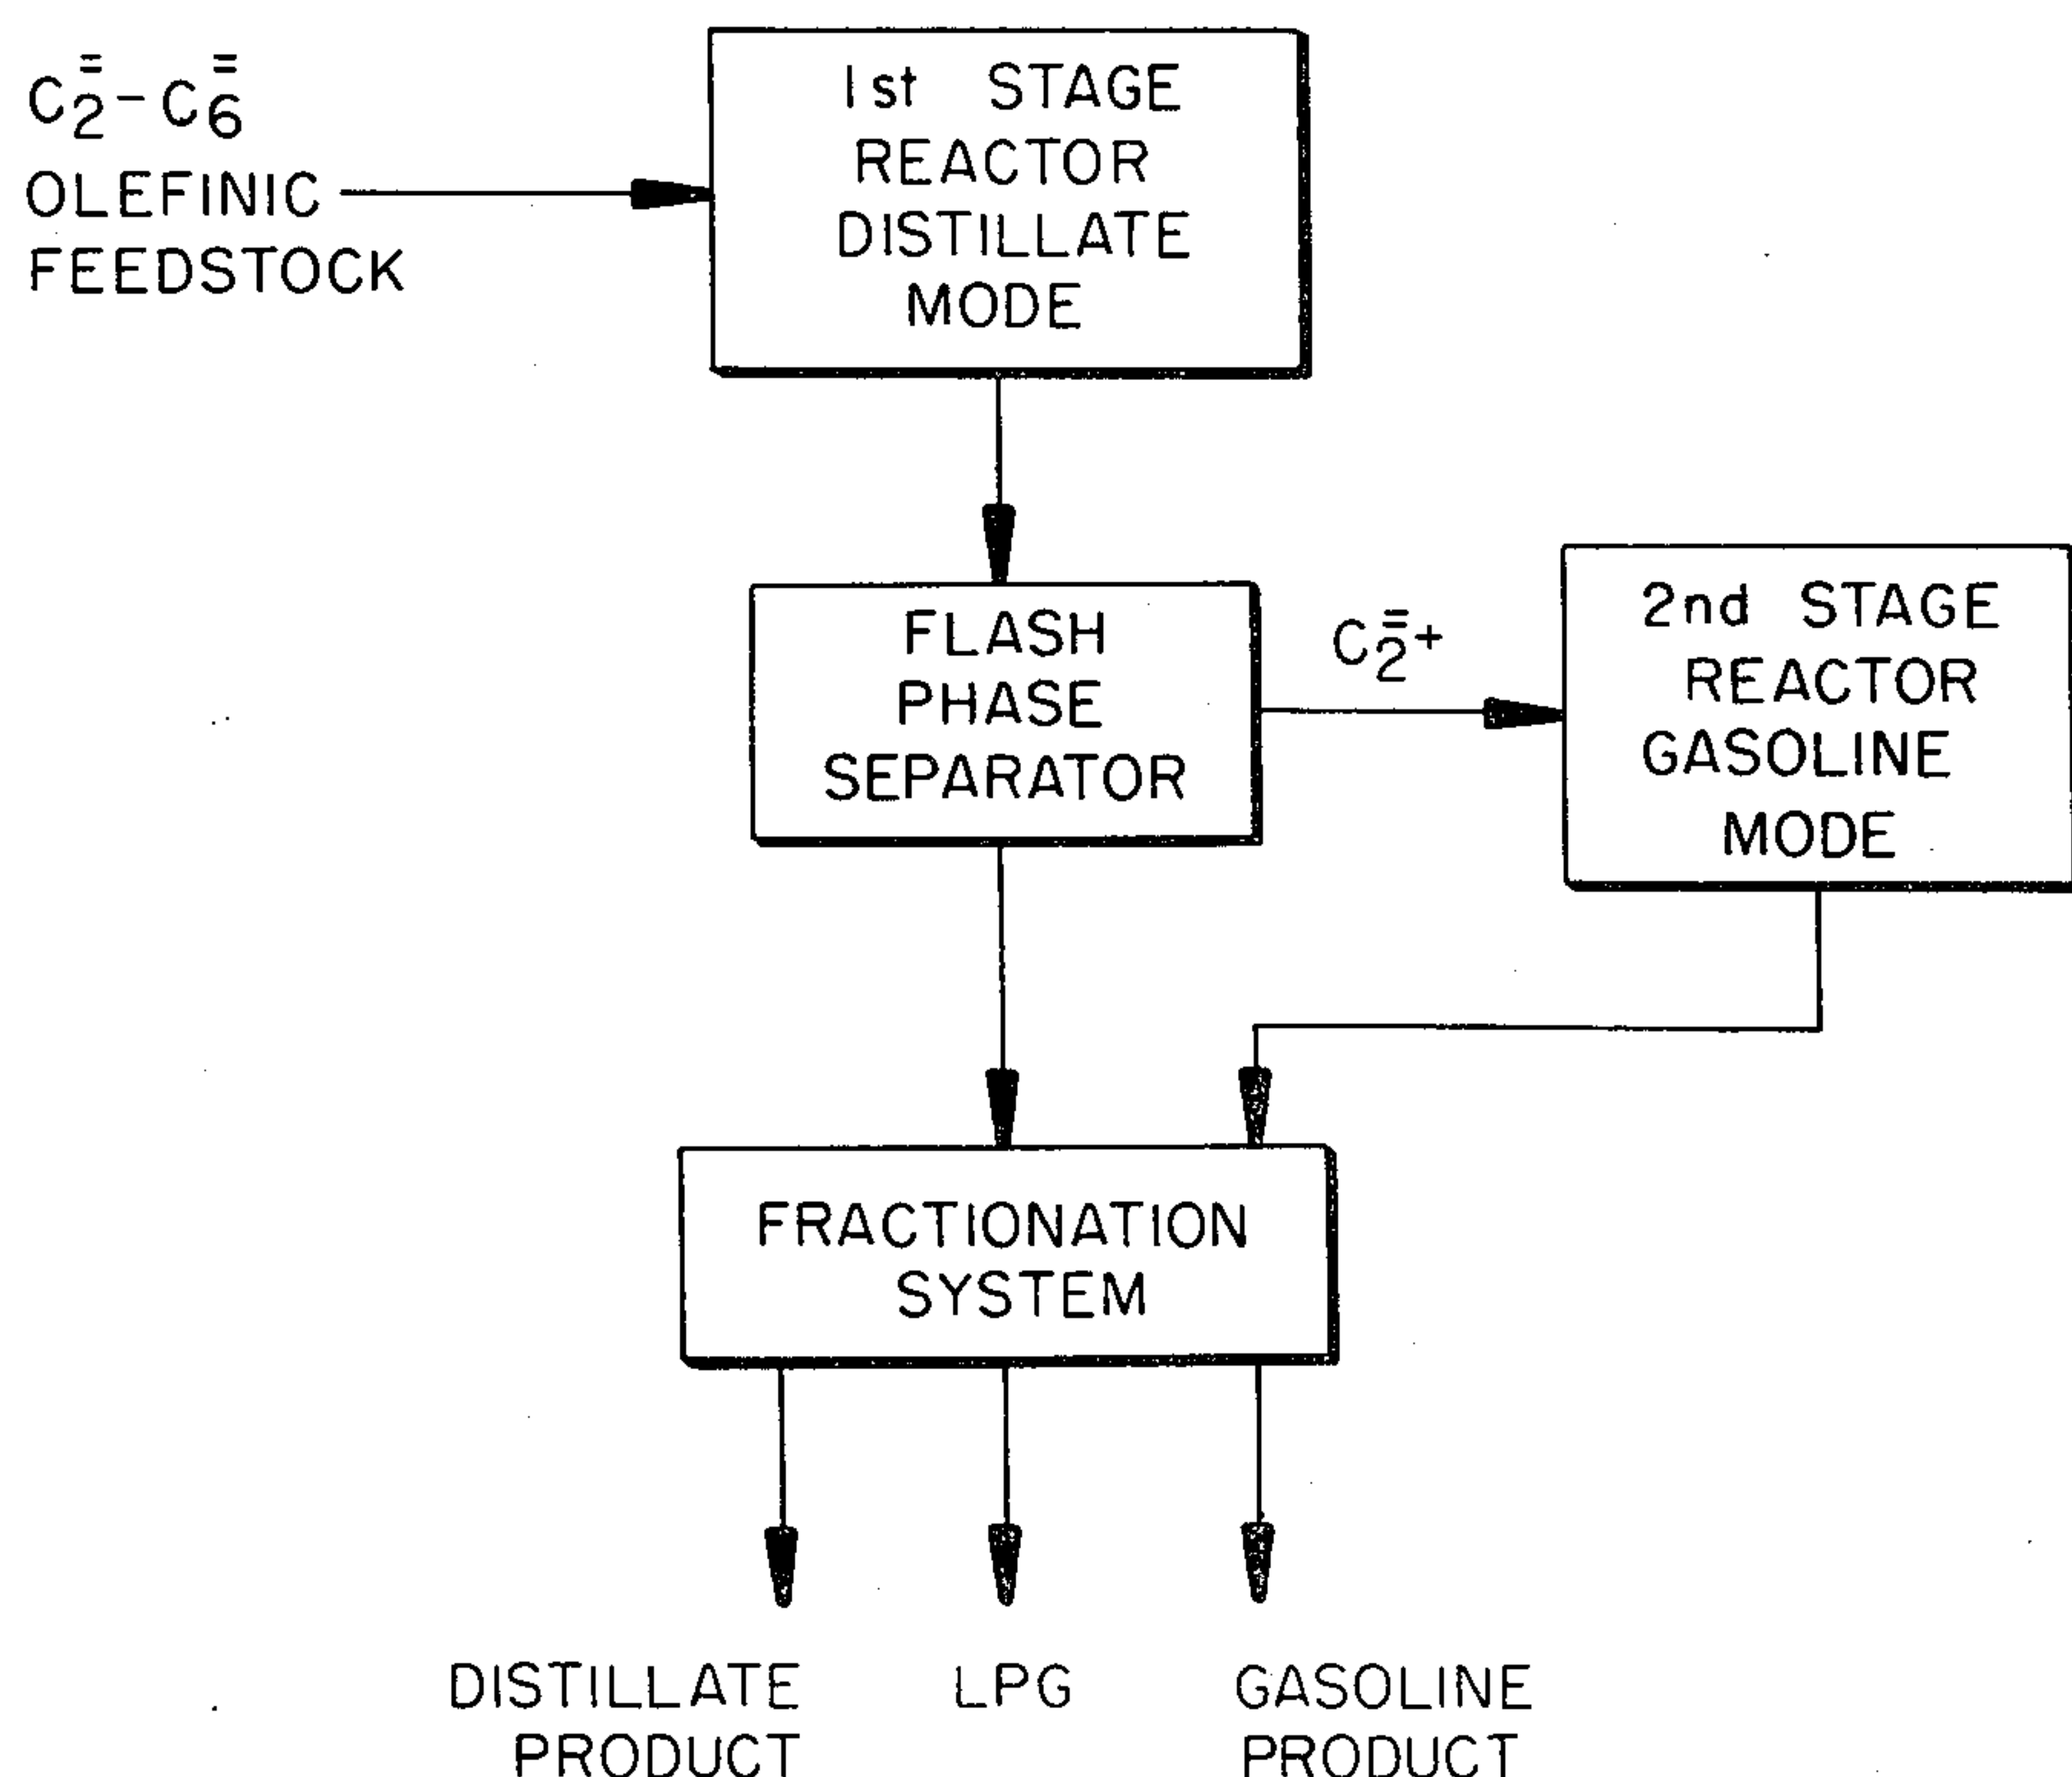 C₂⁼-C₆⁼
OLEFINIC
FEEDSTOCK
1st STAGE
REACTOR
DISTILLATE
MODE
FLASH
PHASE
SEPARATOR
C₂⁼+
2nd STAGE
REACTOR
GASOLINE
MODE
FRACTIONATION
SYSTEM
DISTILLATE
PRODUCT
LPG
GASOLINE
PRODUCT